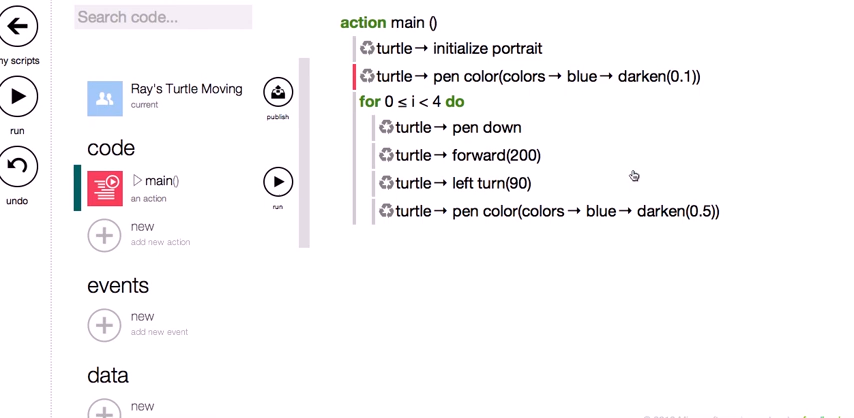 Search code...
my scripts
run
undo
Ray's Turtle Moving
current
publish
code
main()
an action
run
new
add new action
events
new
add new event
data
new
action main ()
turtle → initialize portrait
turtle → pen color(colors → blue → darken(0.1))
for 0 ≤ i < 4 do
turtle → pen down
turtle → forward(200)
turtle → left turn(90)
turtle → pen color(colors → blue → darken(0.5))